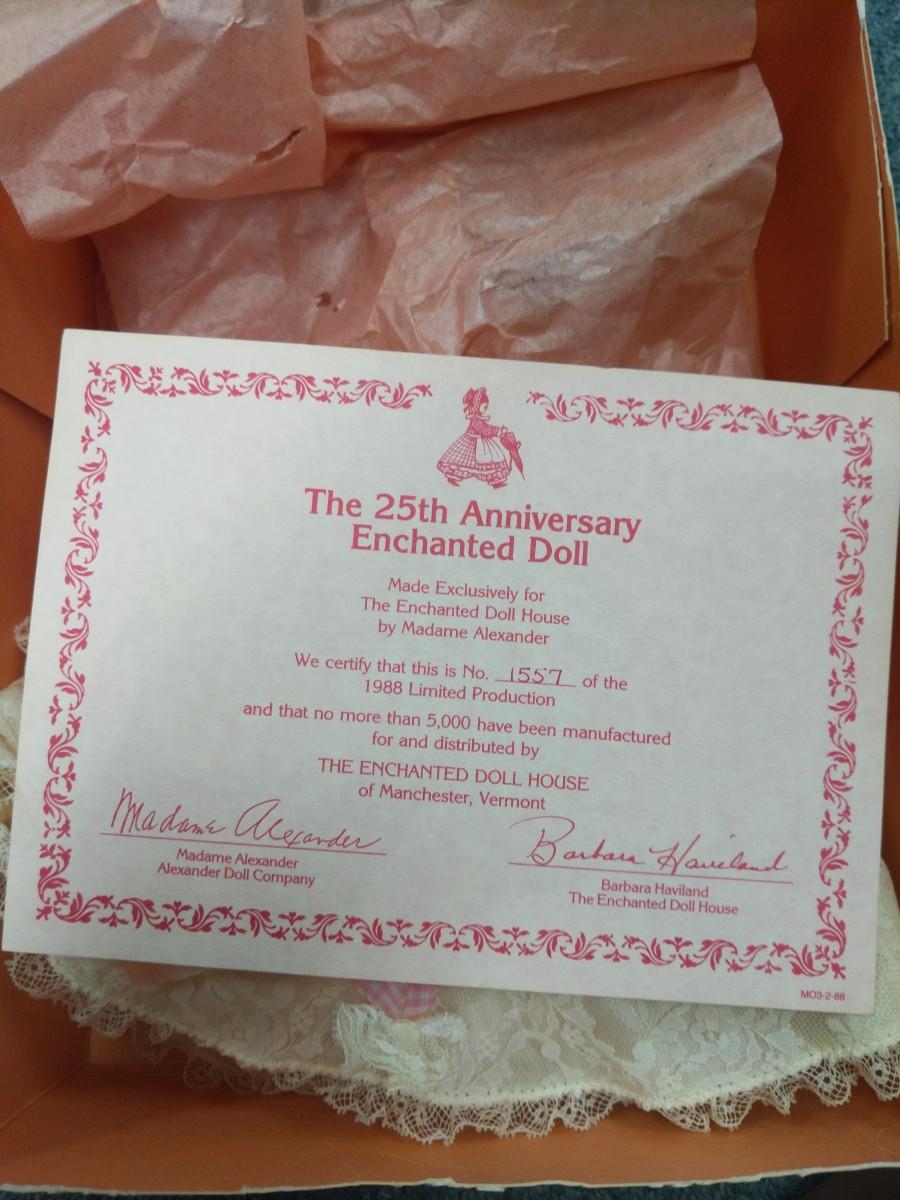 The 25th Anniversary
Enchanted Doll
Made Exclusively for
The Enchanted Doll House
by Madame Alexander
We certify that this is No. 1557 of the
1988 Limited Production
and that no more than 5,000 have been manufactured
for and distributed by
THE ENCHANTED DOLL HOUSE
of Manchester, Vermont
Madame Alexander
Madame Alexander
Alexander Doll Company
Barbara Haviland
Barbara Haviland
The Enchanted Doll House
MO3-2-88